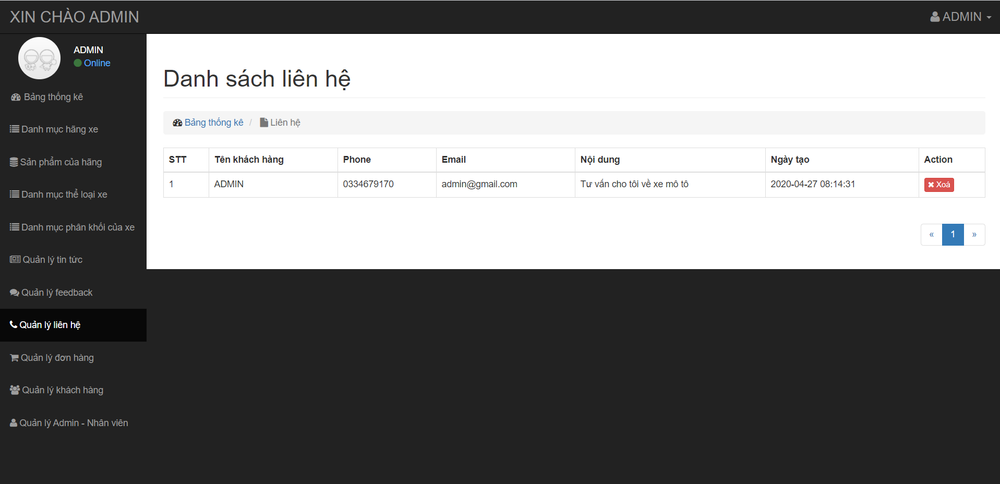 XIN CHÀO ADMIN
ADMIN
ADMIN
Online
Bảng thống kê
Danh mục hãng xe
Sản phẩm của hãng
Danh mục thể loại xe
Danh mục phân khối của xe
Quản lý tin tức
Quản lý feedback
Quản lý liên hệ
Quản lý đơn hàng
Quản lý khách hàng
Quản lý Admin - Nhân viên
Danh sách liên hệ
Bảng thống kê / Liên hệ
STT Tên khách hàng Phone Email Nội dung Ngày tạo Action
1 ADMIN 0334679170 admin@gmail.com Tư vấn cho tôi về xe mô tô 2020-04-27 08:14:31 Xoá
« 1 »